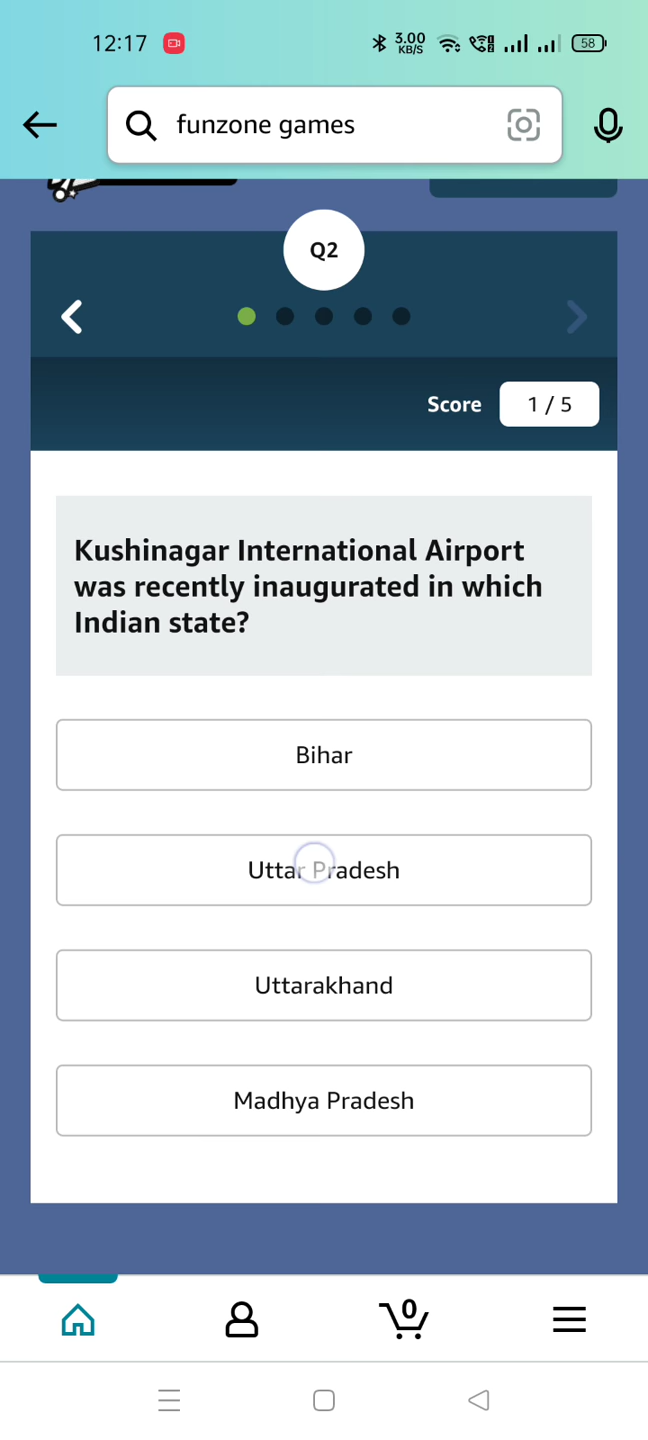 12:17
3.00
KB/S
58
funzone games
Q2
Score 1 / 5
Kushinagar International Airport
was recently inaugurated in which
Indian state?
Bihar
Uttar Pradesh
Uttarakhand
Madhya Pradesh
0